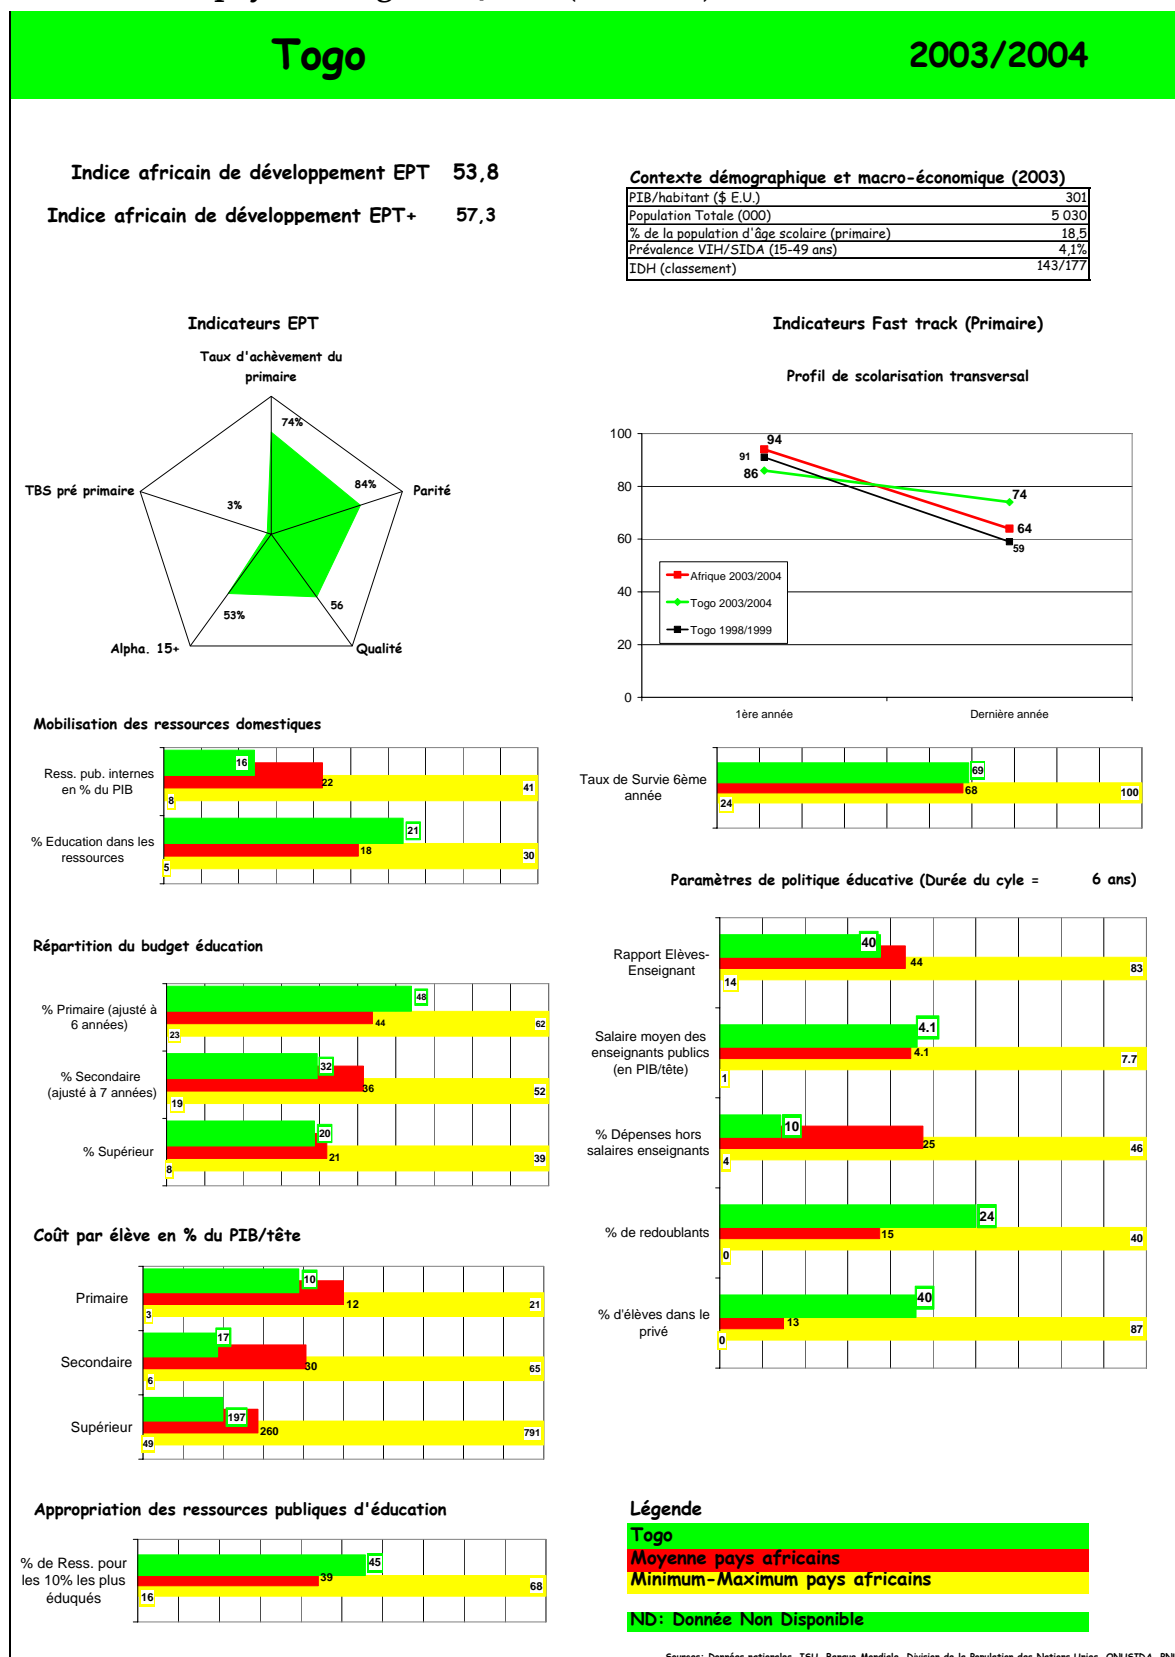 Togo 2003/2004
Indice africain de développement EPT 53,8
Indice africain de développement EPT+ 57,3
Contexte démographique et macro-économique (2003)
PIB/habitant ($ E.U.) 301
Population Totale (000) 5 030
% de la population d'âge scolaire (primaire) 18,5
Prévalence VIH/SIDA (15-49 ans) 4,1%
IDH (classement) 143/177
Indicateurs EPT
Taux d'achèvement du
primaire
74%
84%
Parité
TBS pré primaire
3%
56
53%
Alpha. 15+
Qualité
Indicateurs Fast track (Primaire)
Profil de scolarisation transversal
100
80
60
40
20
0
94
91
86
74
64
59
Afrique 2003/2004
Togo 2003/2004
Togo 1998/1999
1ère année
Dernière année
Mobilisation des ressources domestiques
Ress. pub. internes
en % du PIB
16
22
8
41
% Education dans les
ressources
21
18
5
30
Taux de Survie 6ème
année
69
68
24
100
Répartition du budget éducation
% Primaire (ajusté à
6 années)
48
44
23
62
% Secondaire
(ajusté à 7 années)
32
36
19
52
% Supérieur
20
21
8
39
Paramètres de politique éducative (Durée du cyle = 6 ans)
Rapport Elèves-
Enseignant
40
44
14
83
Salaire moyen des
enseignants publics
(en PIB/tête)
4.1
4.1
1
7.7
% Dépenses hors
salaires enseignants
10
25
4
46
% de redoublants
24
15
0
40
% d'élèves dans le
privé
40
13
0
87
Coût par élève en % du PIB/tête
Primaire
10
12
3
21
Secondaire
17
30
6
65
Supérieur
197
260
49
791
Appropriation des ressources publiques d'éducation
% de Ress. pour
les 10% les plus
éduqués
45
39
16
68
Légende
Togo
Moyenne pays africains
Minimum-Maximum pays africains
ND: Donnée Non Disponible